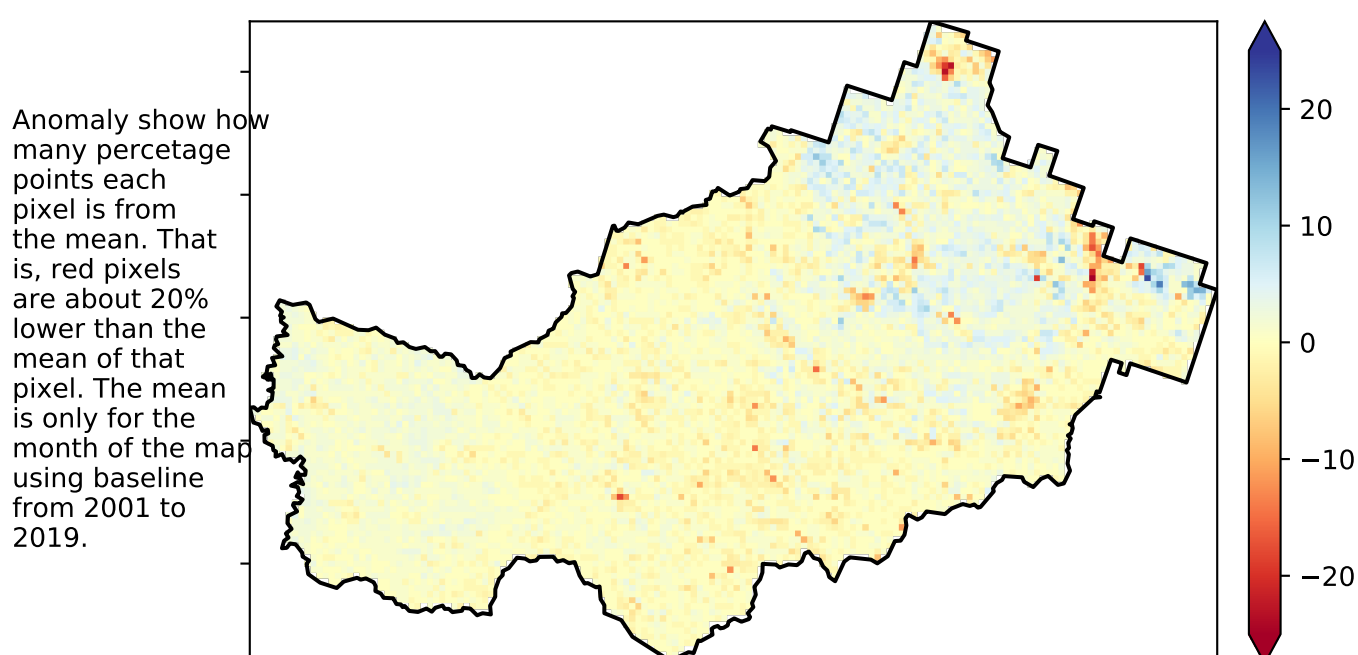 Anomaly show how
many percetage
points each
pixel is from
the mean. That
is, red pixels
are about 20%
lower than the
mean of that
pixel. The mean
is only for the
month of the map
using baseline
from 2001 to
2019.
20
10
0
−10
−20